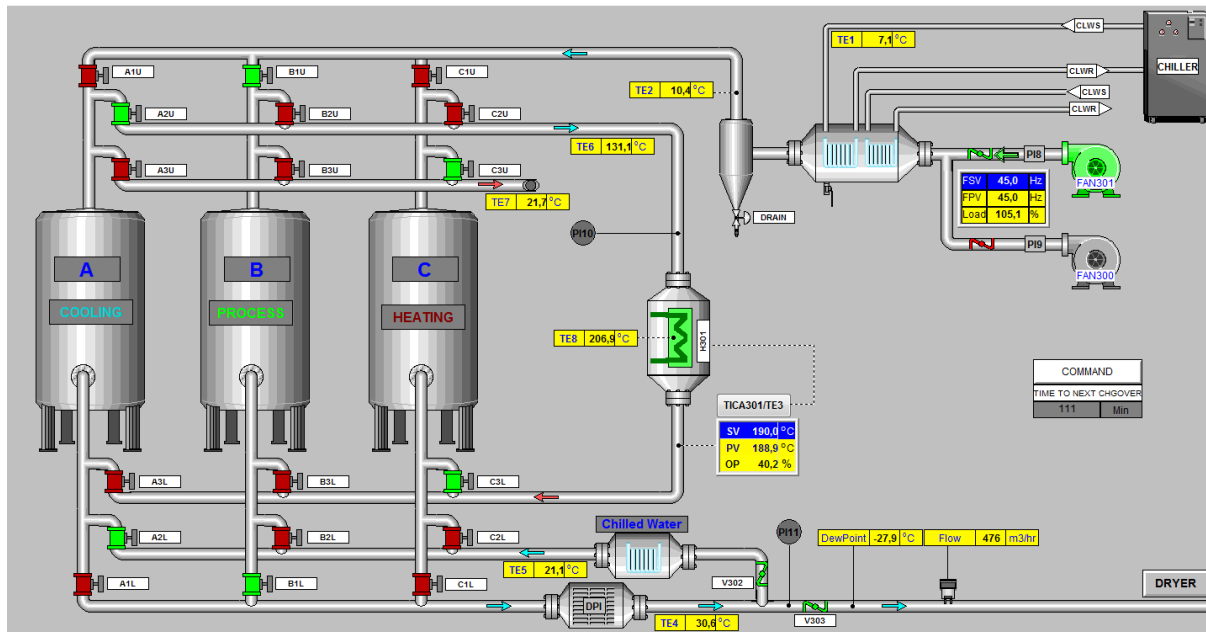 CLWS
TE1 7,1 °C
CHILLER
A1U
B1U
C1U
CLWR
TE2 10,4 °C
CLWS
CLWR
A2U
B2U
C2U
TE6 131,1 °C
PI8
A3U
B3U
C3U
FAN301
FSV 45,0 Hz
FPV 45,0 Hz
Load 105,1 %
TE7 21,7 °C
DRAIN
PI10
PI9
A
B
C
FAN300
COOLING
PROCESS
HEATING
TE8 206,9 °C
H301
COMMAND
TIME TO NEXT CHGOVER
111 Min
TICA301/TE3
SV 190,0 °C
PV 188,9 °C
OP 40,2 %
A3L
B3L
C3L
Chilled Water
PI11
A2L
B2L
C2L
DewPoint -27,9 °C
Flow 476 m3/hr
TE5 21,1 °C
A1L
B1L
C1L
V302
DRYER
DPI
TE4 30,6 °C
V303